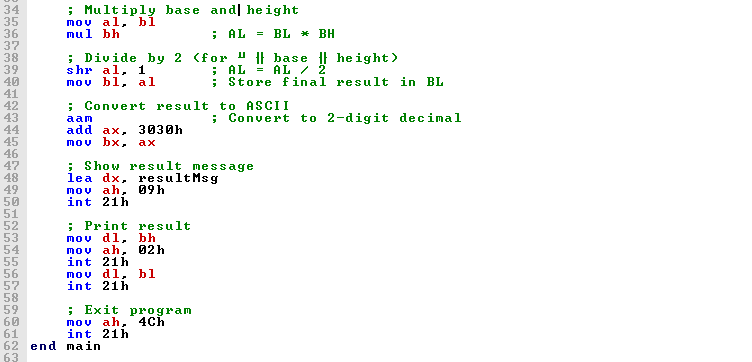 34 ; Multiply base and height
35 mov al, bl
36 mul bh ; AL = BL * BH
37
38 ; Divide by 2 (for base height)
39 shr al, 1 ; AL = AL / 2
40 mov bl, al ; Store final result in BL
41
42 ; Convert result to ASCII
43 aam ; Convert to 2-digit decimal
44 add ax, 3030h
45 mov bx, ax
46
47 ; Show result message
48 lea dx, resultMsg
49 mov ah, 09h
50 int 21h
51
52 ; Print result
53 mov dl, bh
54 mov ah, 02h
55 int 21h
56 mov dl, bl
57 int 21h
58
59 ; Exit program
60 mov ah, 4Ch
61 int 21h
62 end main
63